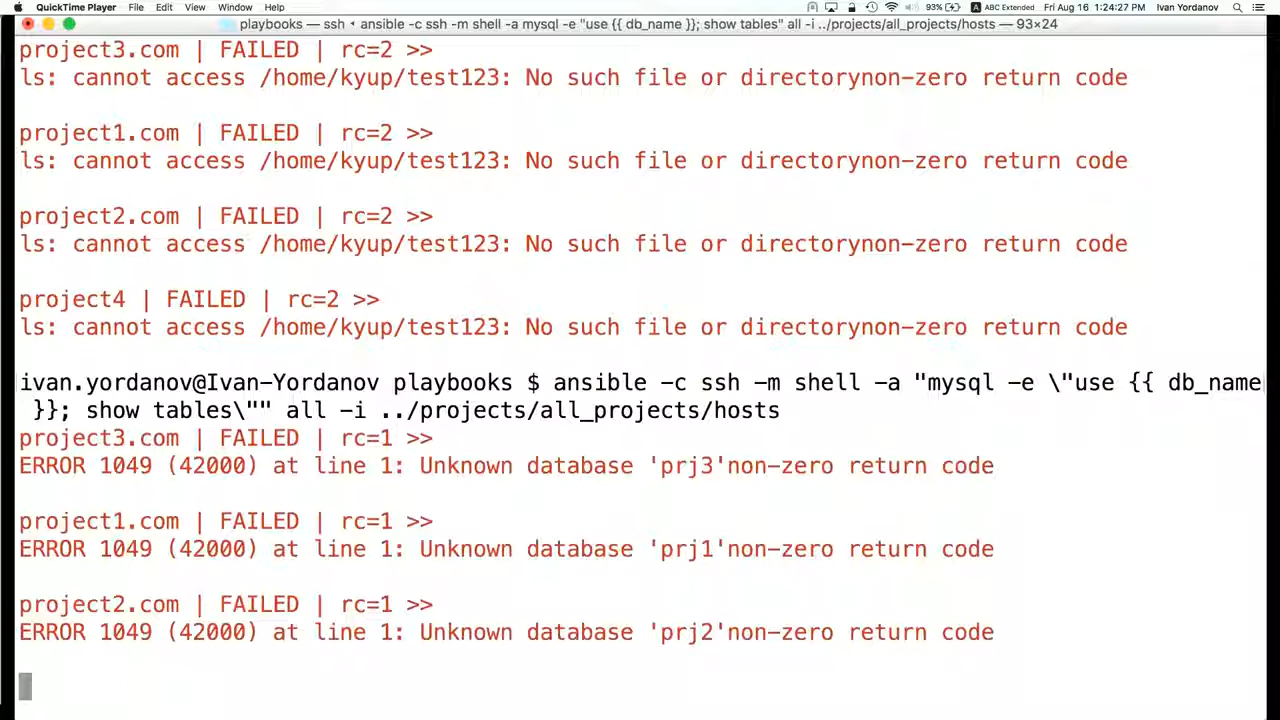 QuickTime Player File Edit View Window Help 93% ABC Extended Fri Aug 16 1:24:27 PM Ivan Yordanov
playbooks — ssh • ansible -c ssh -m shell -a mysql -e "use {{ db_name }}; show tables" all -i ../projects/all_projects/hosts — 93×24
project3.com | FAILED | rc=2 >>
ls: cannot access /home/kyup/test123: No such file or directorynon-zero return code
project1.com | FAILED | rc=2 >>
ls: cannot access /home/kyup/test123: No such file or directorynon-zero return code
project2.com | FAILED | rc=2 >>
ls: cannot access /home/kyup/test123: No such file or directorynon-zero return code
project4 | FAILED | rc=2 >>
ls: cannot access /home/kyup/test123: No such file or directorynon-zero return code
ivan.yordanov@Ivan-Yordanov playbooks $ ansible -c ssh -m shell -a "mysql -e \"use {{ db_name
}}; show tables\"" all -i ../projects/all_projects/hosts
project3.com | FAILED | rc=1 >>
ERROR 1049 (42000) at line 1: Unknown database 'prj3'non-zero return code
project1.com | FAILED | rc=1 >>
ERROR 1049 (42000) at line 1: Unknown database 'prj1'non-zero return code
project2.com | FAILED | rc=1 >>
ERROR 1049 (42000) at line 1: Unknown database 'prj2'non-zero return code